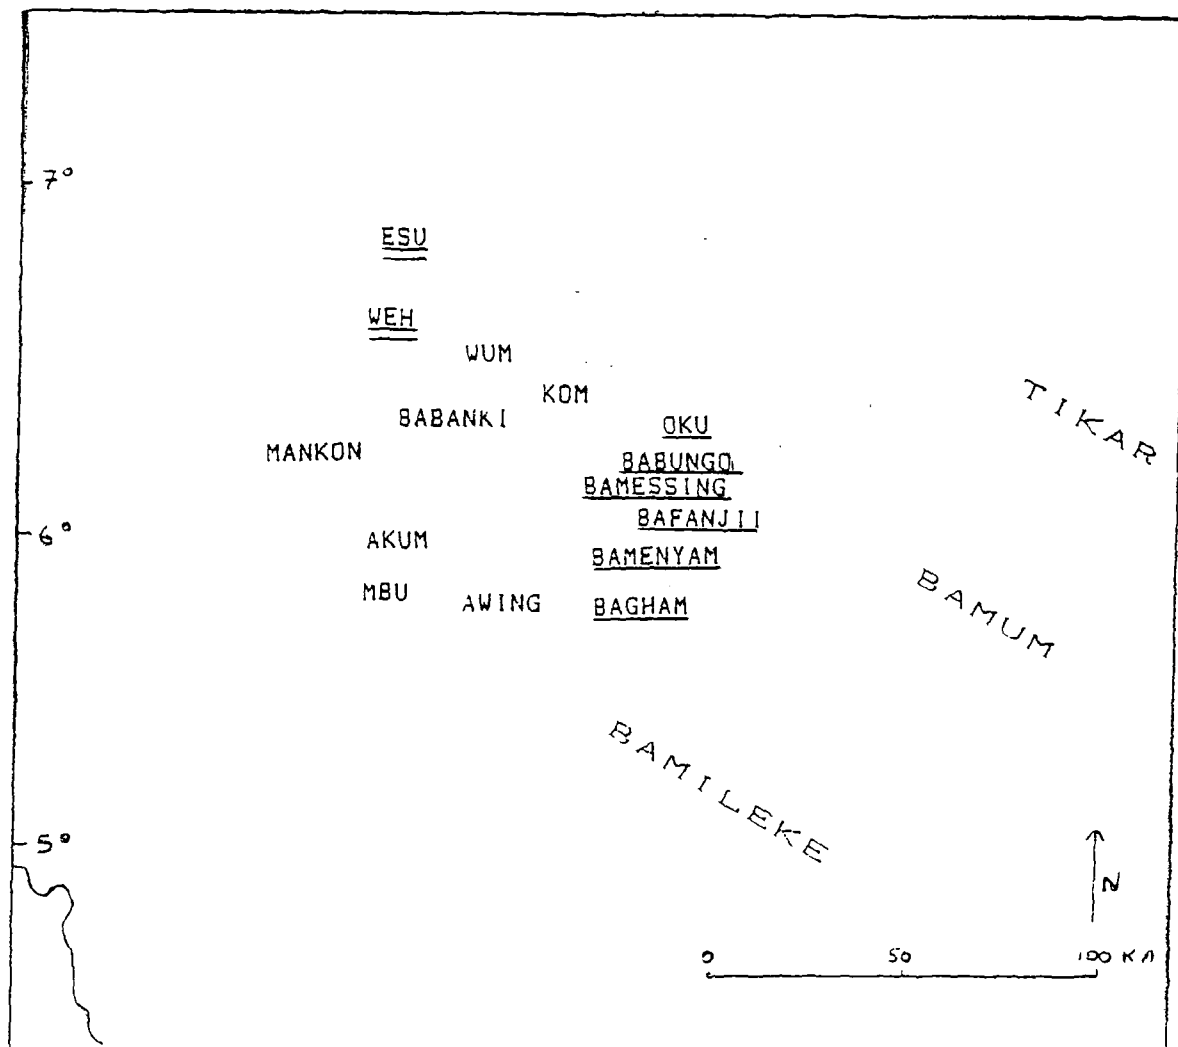 7°
ESU
WEH
WUM
KOM
TIKAR
BABANKI
OKU
MANKON
BABUNGO
BAMESSING
BAFANJII
6°
AKUM
BAMENYAM
MBU
AWING
BAGHAM
BAMUM
BAMILEKE
5°
N
0 50 100 KM